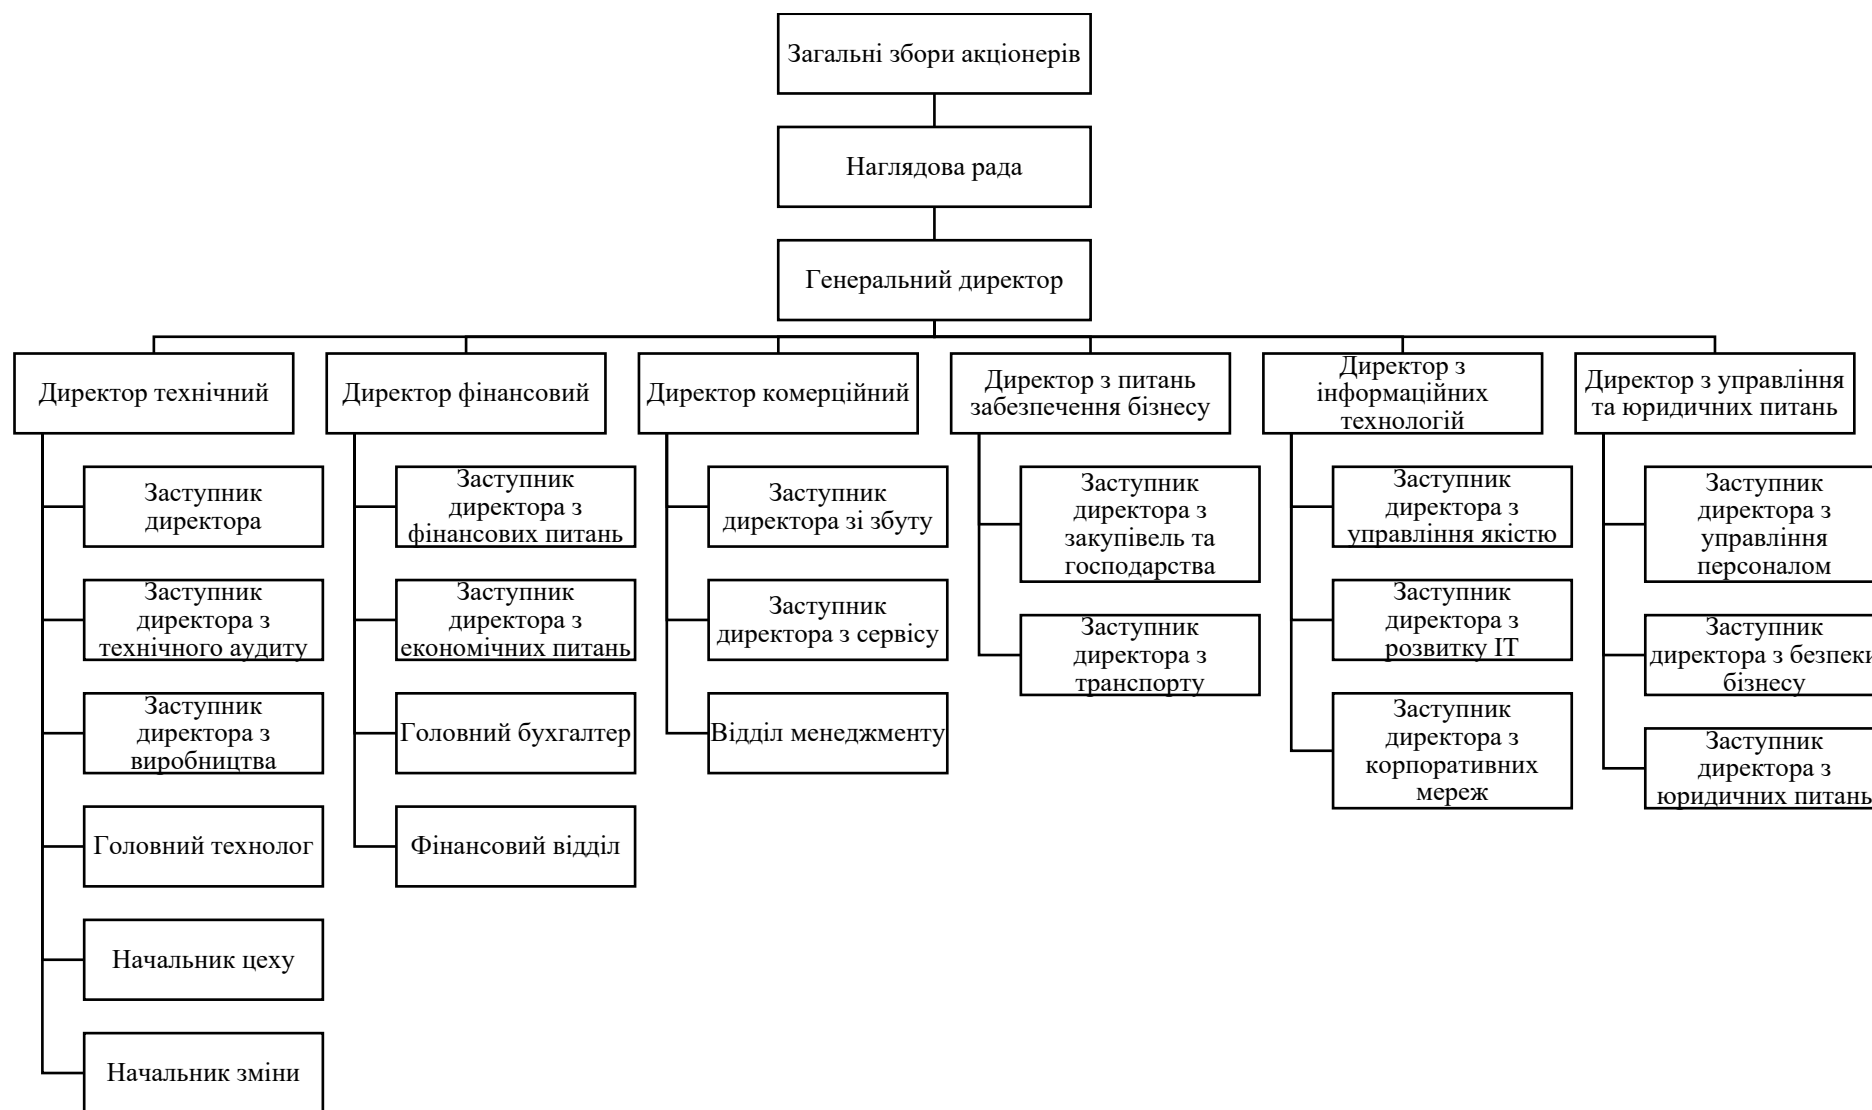 Загальні збори акціонерів
Наглядова рада
Генеральний директор
Директор технічний
Заступник
директора
Заступник
директора з
технічного аудиту
Заступник
директора з
виробництва
Головний технолог
Начальник цеху
Начальник зміни
Директор фінансовий
Заступник
директора з
фінансових питань
Заступник
директора з
економічних питань
Головний бухгалтер
Фінансовий відділ
Директор комерційний
Заступник
директора зі збуту
Заступник
директора з сервісу
Відділ менеджменту
Директор з питань
забезпечення бізнесу
Заступник
директора з
закупівель та
господарства
Заступник
директора з
транспорту
Директор з
інформаційних
технологій
Заступник
директора з
управління якістю
Заступник
директора з
розвитку ІТ
Заступник
директора з
корпоративних
мереж
Директор з управління
та юридичних питань
Заступник
директора з
управління
персоналом
Заступник
директора з безпеки
бізнесу
Заступник
директора з
юридичних питань